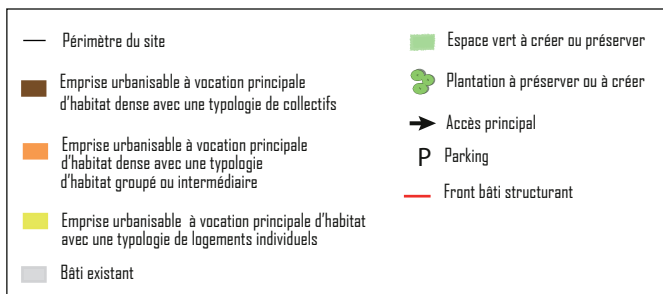 Périmètre du site
Emprise urbanisable à vocation principale
d'habitat dense avec une typologie de collectifs
Emprise urbanisable à vocation principale
d'habitat dense avec une typologie
d'habitat groupé ou intermédiaire
Emprise urbanisable à vocation principale d'habitat
avec une typologie de logements individuels
Bâti existant
Espace vert à créer ou préserver
Plantation à préserver ou à créer
Accès principal
P Parking
Front bâti structurant